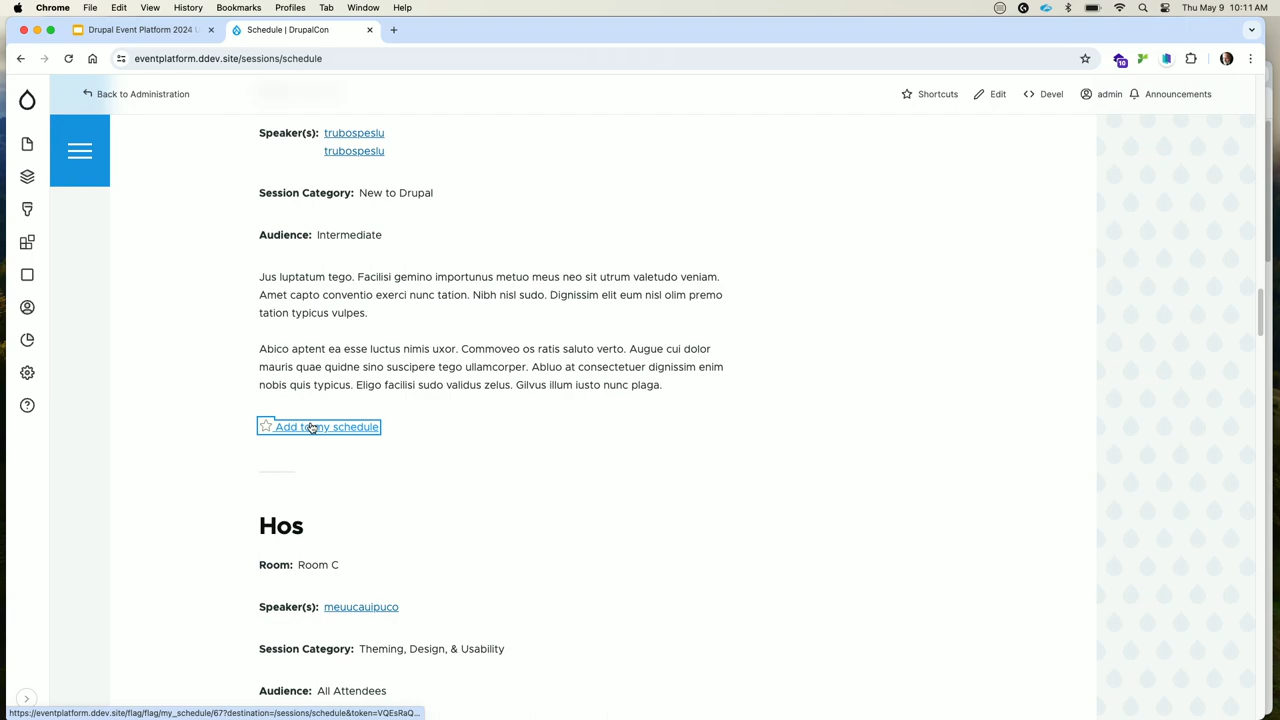 Chrome File Edit View History Bookmarks Profiles Tab Window Help Thu May 9 10:11 AM
Drupal Event Platform 2024 Schedule | DrupalCon
eventplatform.ddev.site/sessions/schedule
Back to Administration Shortcuts Edit Devel admin Announcements
Speaker(s): trubospeslu
trubospeslu
Session Category: New to Drupal
Audience: Intermediate
Jus luptatum tego. Facilisi gemino importunus metuo meus neo sit utrum valetudo veniam.
Amet capto conventio exerci nunc tation. Nibh nisl sudo. Dignissim elit eum nisl olim premo
tation typicus vulpes.
Abico aptent ea esse luctus nimis uxor. Commoveo os ratis saluto verto. Augue cui dolor
mauris quae quidne sino suscipere tego ullamcorper. Abluo at consectetuer dignissim enim
nobis quis typicus. Eligo facilisi sudo validus zelus. Gilvus illum iusto nunc plaga.
Add to my schedule
Hos
Room: Room C
Speaker(s): meuucauipuco
Session Category: Theming, Design, & Usability
Audience: All Attendees
https://eventplatform.ddev.site/flag/flag/my_schedule/67?destination=/sessions/schedule&token=VQEsRaQ...